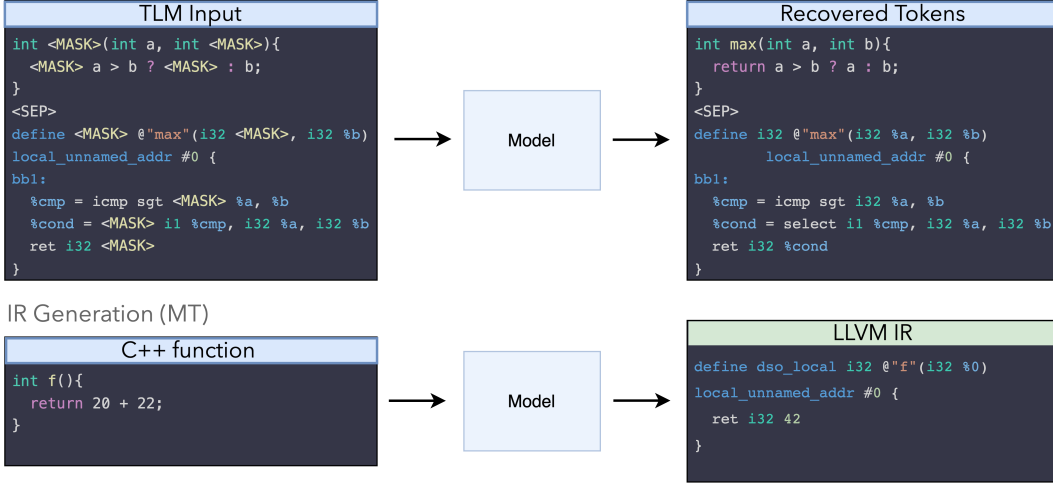 TLM Input
int <MASK>(int a, int <MASK>){
  <MASK> a > b ? <MASK> : b;
}
<SEP>
define <MASK> @"max"(i32 <MASK>, i32 %b)
local_unnamed_addr #0 {
bb1:
  %cmp = icmp sgt <MASK> %a, %b
  %cond = <MASK> i1 %cmp, i32 %a, i32 %b
  ret i32 <MASK>
}
Model
Recovered Tokens
int max(int a, int b){
  return a > b ? a : b;
}
<SEP>
define i32 @"max"(i32 %a, i32 %b)
        local_unnamed_addr #0 {
bb1:
  %cmp = icmp sgt i32 %a, %b
  %cond = select i1 %cmp, i32 %a, i32 %b
  ret i32 %cond
}
IR Generation (MT)
C++ function
int f(){
  return 20 + 22;
}
Model
LLVM IR
define dso_local i32 @"f"(i32 %0)
local_unnamed_addr #0 {
  ret i32 42
}